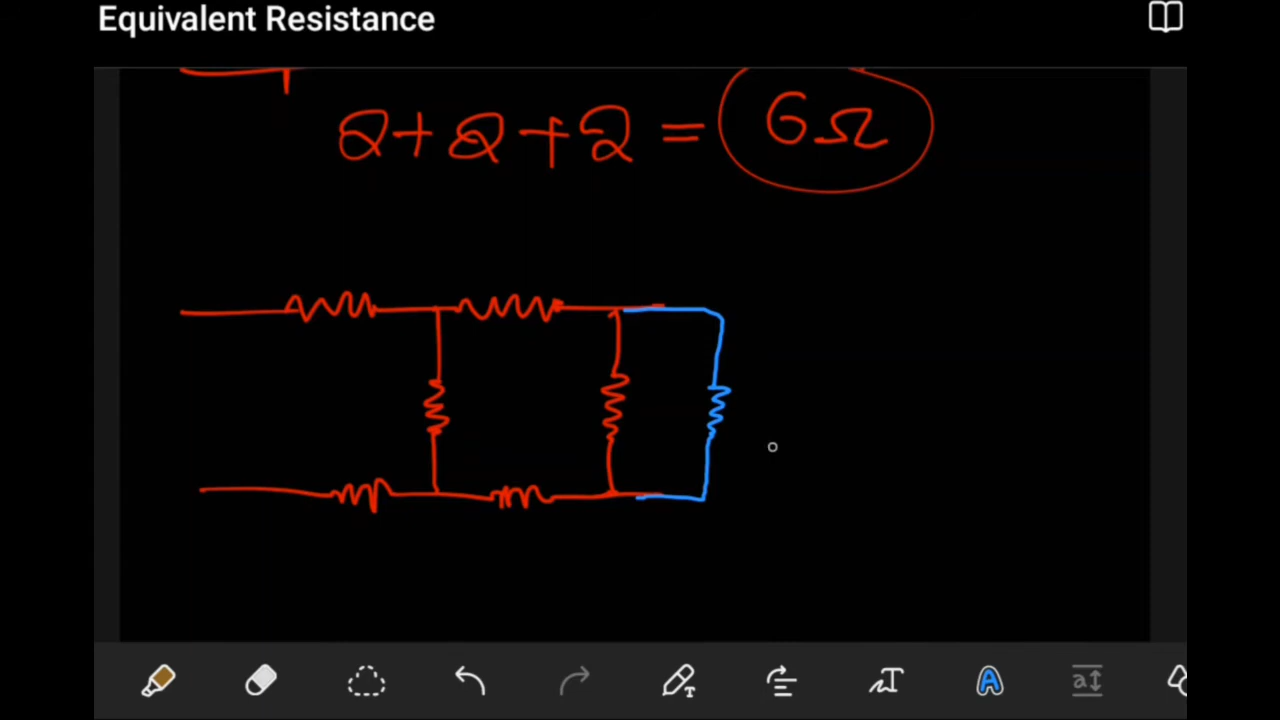 Equivalent Resistance
2+2+2 = 6Ω
T
T
A
a